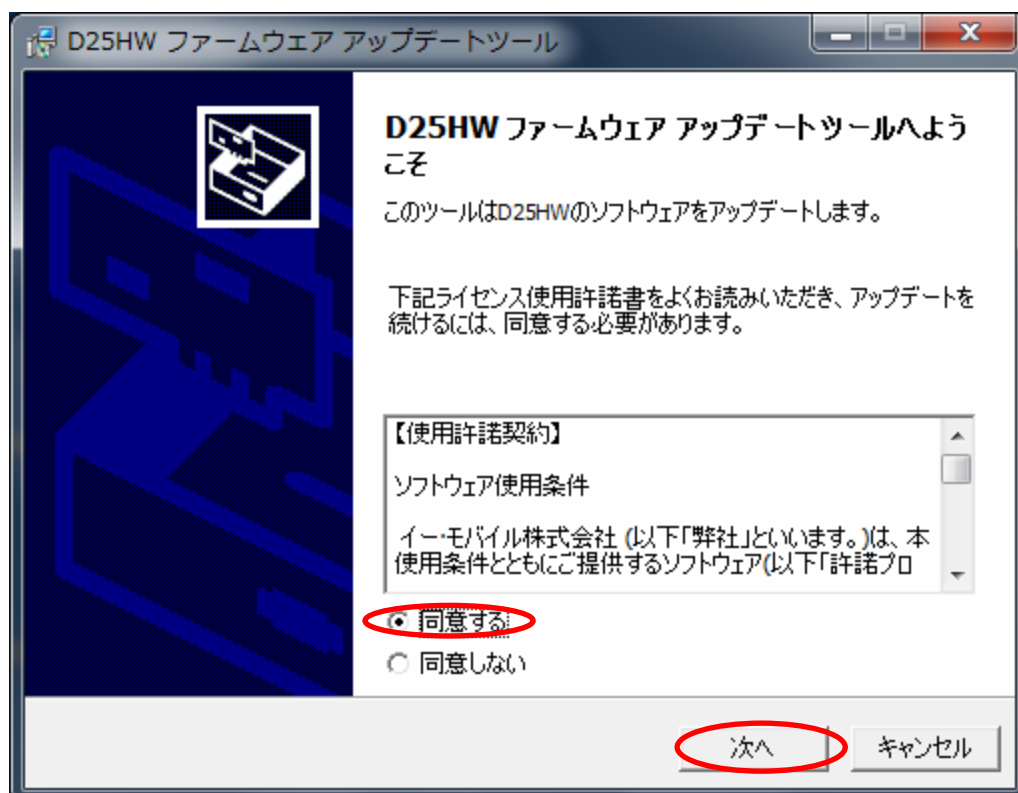 D25HW ファームウェア アップデートツール
D25HW ファームウェア アップデートツールへよう
こそ
このツールはD25HWのソフトウェアをアップデートします。
下記ライセンス使用許諾書をよくお読みいただき、アップデートを
続けるには、同意する必要があります。
【使用許諾契約】
ソフトウェア使用条件
イー・モバイル株式会社 (以下「弊社」といいます。)は、本
使用条件とともにご提供するソフトウェア(以下「許諾プロ
同意する
同意しない
次へ
キャンセル